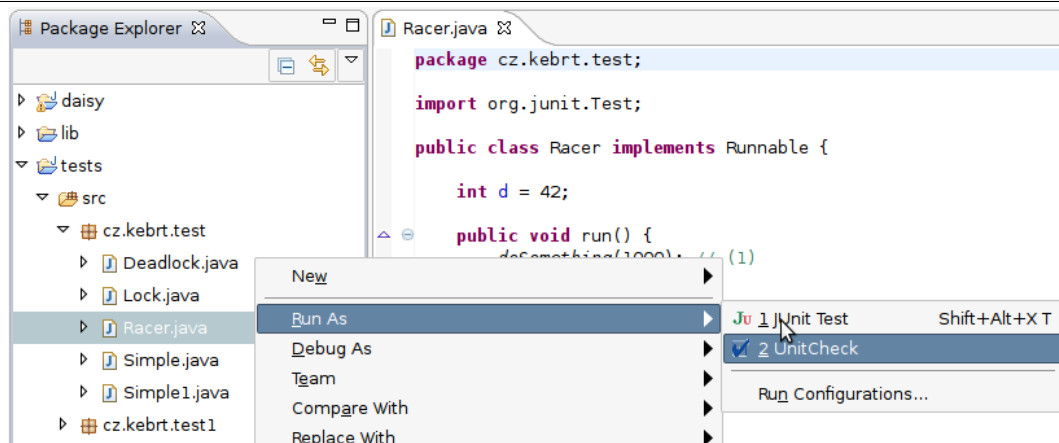 Package Explorer
daisy
lib
tests
src
cz.kebrt.test
Deadlock.java
Lock.java
Racer.java
Simple.java
Simple1.java
cz.kebrt.test1
Racer.java
package cz.kebrt.test;
import org.junit.Test;
public class Racer implements Runnable {
int d = 42;
public void run() {
doSomething(1000); // (1)
New
Run As
Debug As
Team
Compare With
Replace With
Ju 1 JUnit Test Shift+Alt+X T
2 UnitCheck
Run Configurations...